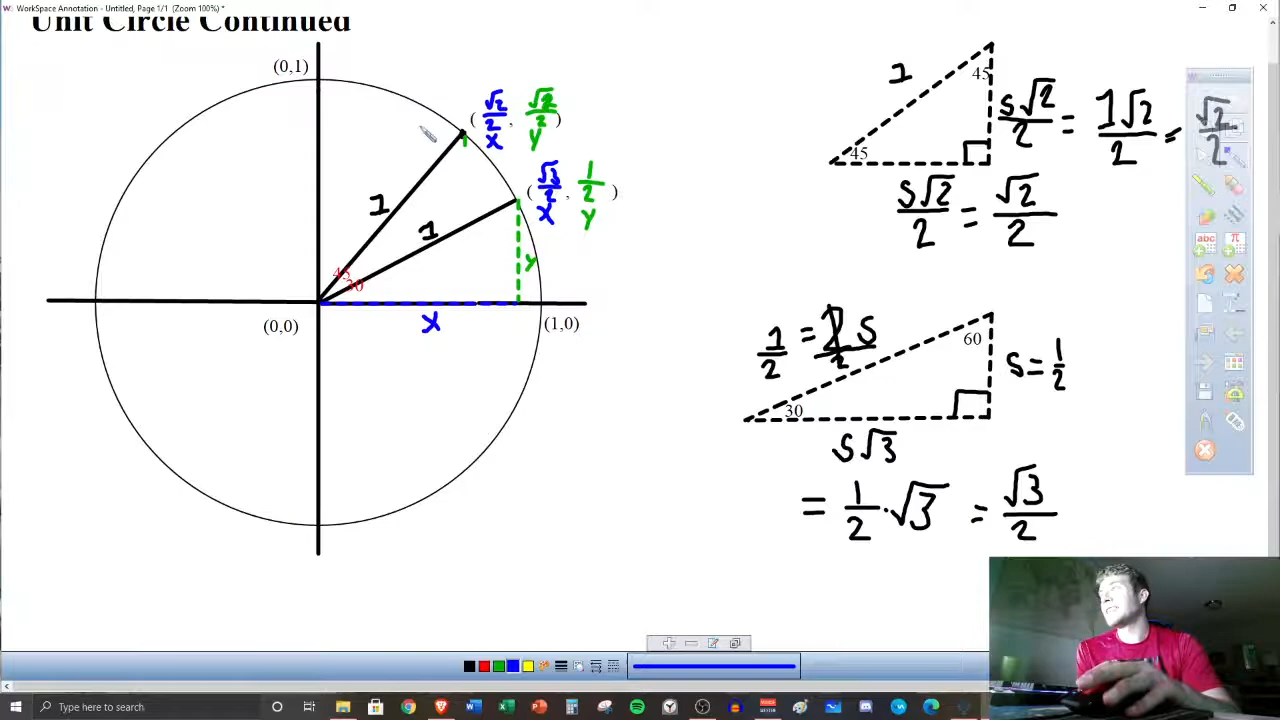 WorkSpace Annotation - Untitled, Page 1/1 (Zoom 100%) *
Unit Circle Continued
(0,1)
(√2/2, √2/2)
x y
(√3/2, 1/2)
x y
1
1
45
30
y
x
(0,0)
(1,0)
1
45
45
s√2/2 = 1√2/2 = √2/2
s√2/2 = √2/2
1/2 = 2s/2
60
30
s = 1/2
s√3
= 1/2 · √3 = √3/2
abc
Type here to search